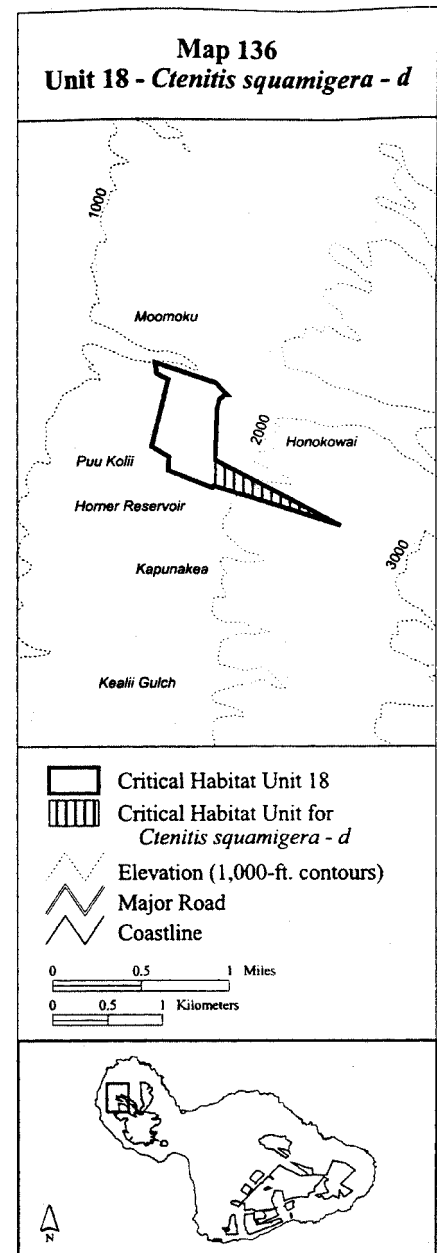 Map 136
Unit 18 - Ctenitis squamigera - d
1000
Moomoku
2000
Honokowai
Puu Kolii
Horner Reservoir
3000
Kapunakea
Kealii Gulch
Critical Habitat Unit 18
Critical Habitat Unit for
Ctenitis squamigera - d
Elevation (1,000-ft. contours)
Major Road
Coastline
0 0.5 1 Miles
0 0.5 1 Kilometers
N